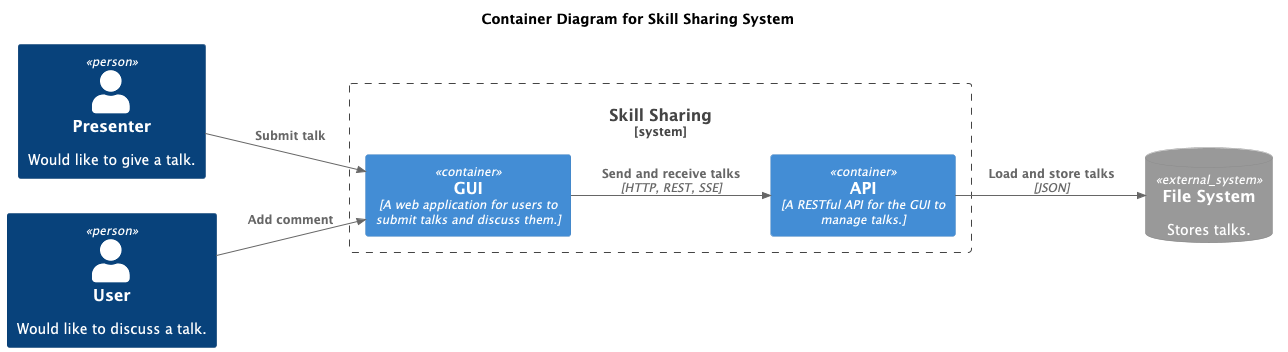 Container Diagram for Skill Sharing System
«person»
Presenter
Would like to give a talk.
Submit talk
«person»
User
Would like to discuss a talk.
Add comment
Skill Sharing
[system]
«container»
GUI
[A web application for users to
submit talks and discuss them.]
Send and receive talks
[HTTP, REST, SSE]
«container»
API
[A RESTful API for the GUI to
manage talks.]
Load and store talks
[JSON]
«external_system»
File System
Stores talks.